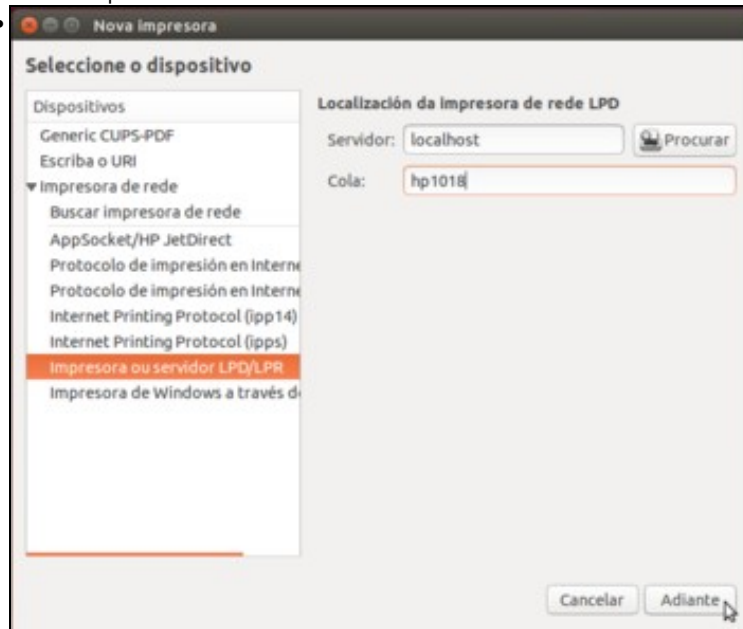 Nova impresora
Seleccione o dispositivo
Dispositivos
Generic CUPS-PDF
Escriba o URI
Impresora de rede
Buscar impresora de rede
AppSocket/HP JetDirect
Protocolo de impresión en Interne
Protocolo de impresión en Interne
Internet Printing Protocol (ipp14)
Internet Printing Protocol (ipps)
Impresora ou servidor LPD/LPR
Impresora de Windows a través d
Localización da impresora de rede LPD
Servidor: localhost Procurar
Cola: hp1018
Cancelar Adiante